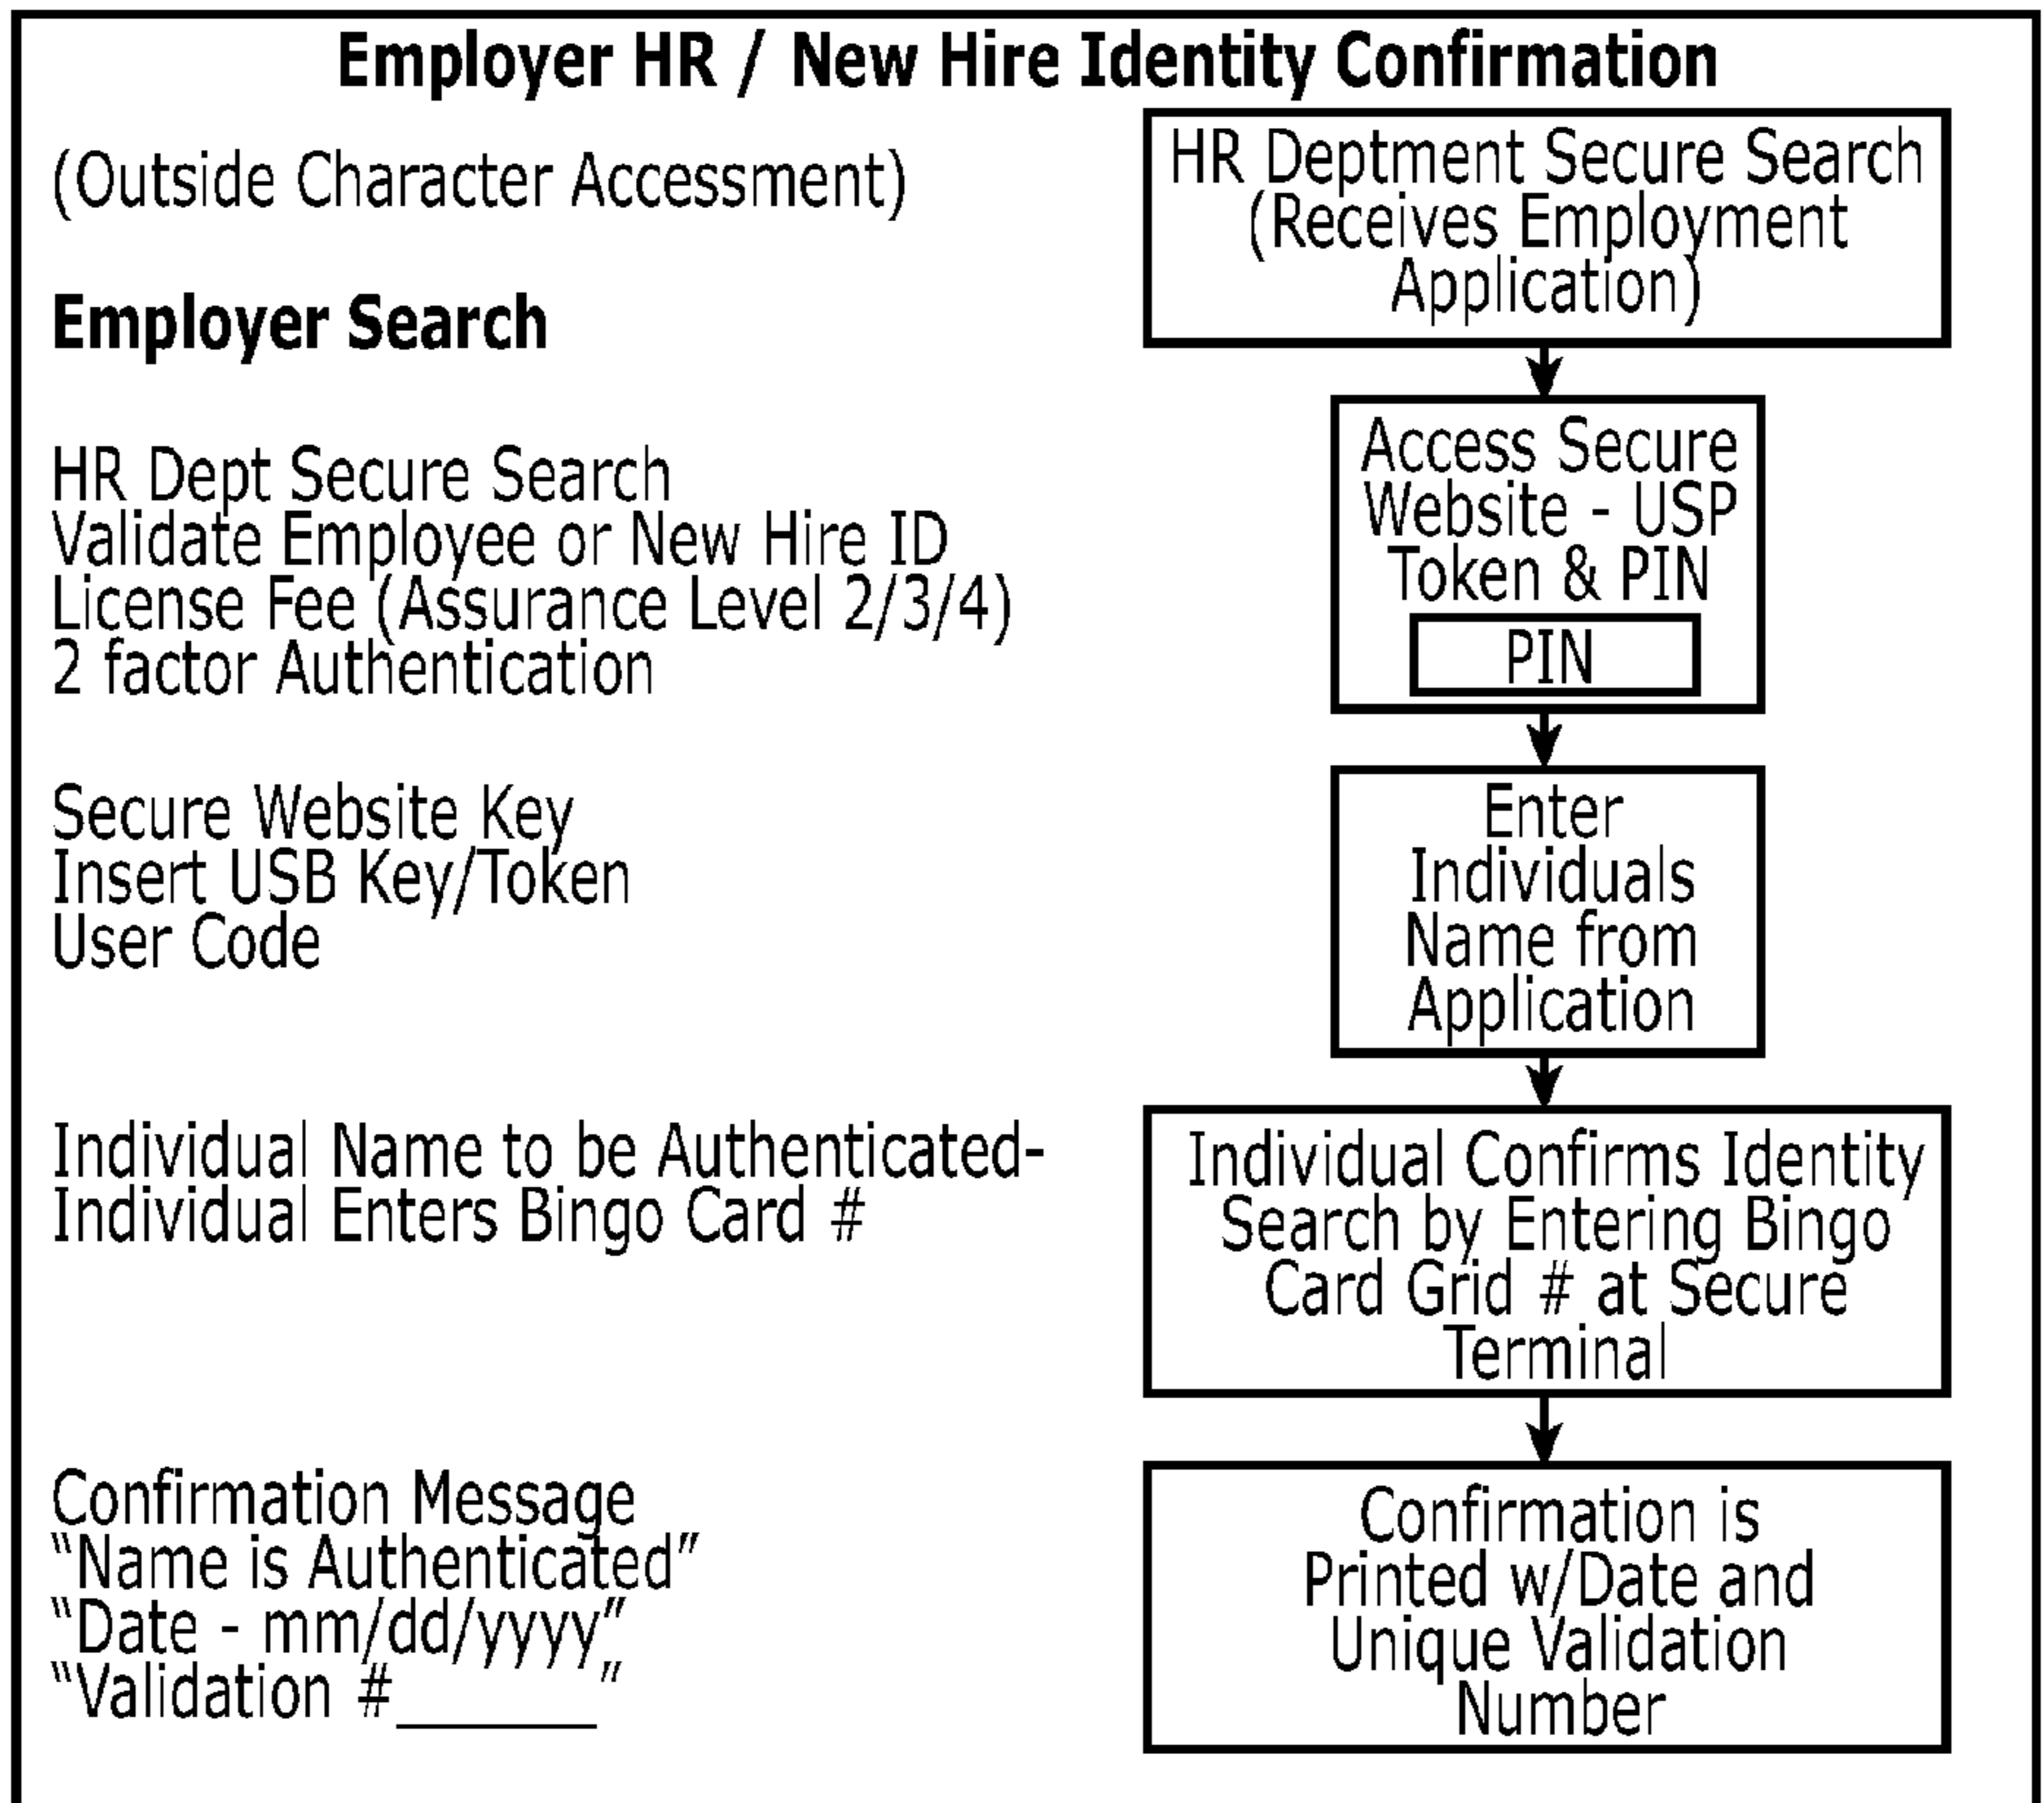 Employer HR / New Hire Identity Confirmation
(Outside Character Accessment)
Employer Search
HR Dept Secure Search
Validate Employee or New Hire ID
License Fee (Assurance Level 2/3/4)
2 factor Authentication
Secure Website Key
Insert USB Key/Token
User Code
Individual Name to be Authenticated-
Individual Enters Bingo Card #
Confirmation Message
“Name is Authenticated”
“Date - mm/dd/yyyy”
“Validation #______”
HR Deptment Secure Search
(Receives Employment
Application)
Access Secure
Website - USP
Token & PIN
PIN
Enter
Individuals
Name from
Application
Individual Confirms Identity
Search by Entering Bingo
Card Grid # at Secure
Terminal
Confirmation is
Printed w/Date and
Unique Validation
Number